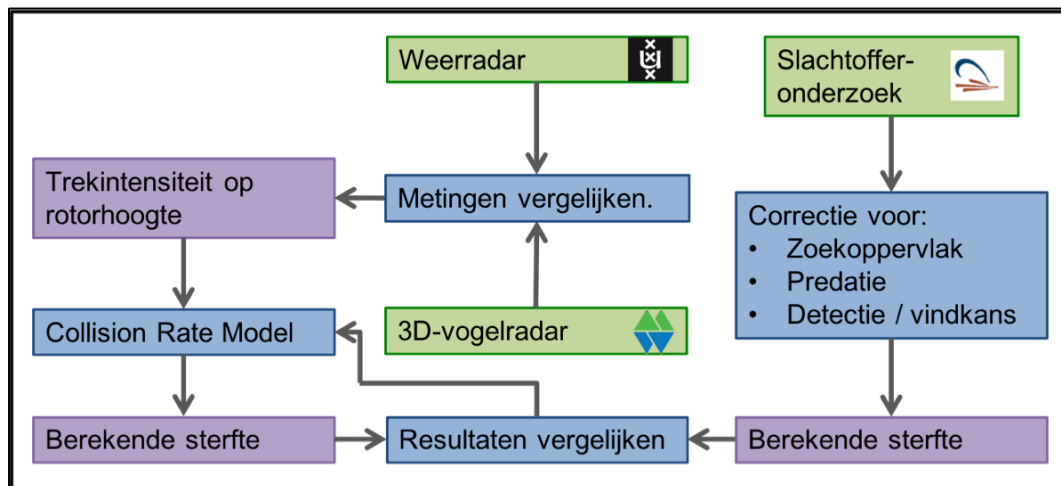 Weerradar
Slachtoffer-
onderzoek
Trekintensiteit op
rotorhoogte
Metingen vergelijken.
Correctie voor:
• Zoekoppervlak
• Predatie
• Detectie / vindkans
Collision Rate Model
3D-vogelradar
Berekende sterfte
Resultaten vergelijken
Berekende sterfte